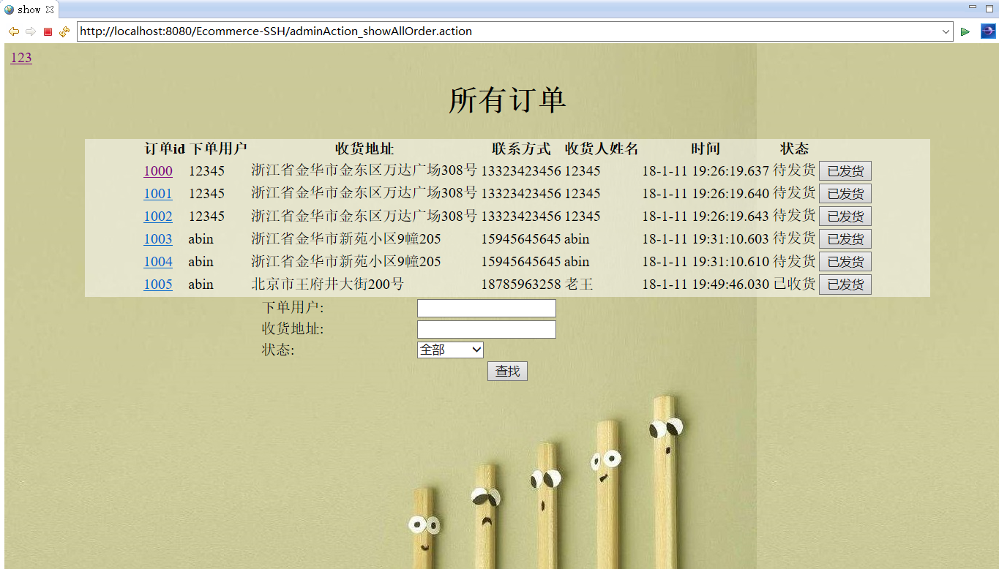 show
http://localhost:8080/Ecommerce-SSH/adminAction_showAllOrder.action
123
所有订单
订单id 下单用户 收货地址 联系方式 收货人姓名 时间 状态
1000 12345 浙江省金华市金东区万达广场308号 13323423456 12345 18-1-11 19:26:19.637 待发货 已发货
1001 12345 浙江省金华市金东区万达广场308号 13323423456 12345 18-1-11 19:26:19.640 待发货 已发货
1002 12345 浙江省金华市金东区万达广场308号 13323423456 12345 18-1-11 19:26:19.643 待发货 已发货
1003 abin 浙江省金华市新苑小区9幢205 15945645645 abin 18-1-11 19:31:10.603 待发货 已发货
1004 abin 浙江省金华市新苑小区9幢205 15945645645 abin 18-1-11 19:31:10.610 待发货 已发货
1005 abin 北京市王府井大街200号 18785963258 老王 18-1-11 19:49:46.030 已收货 已发货
下单用户:
收货地址:
状态: 全部
查找